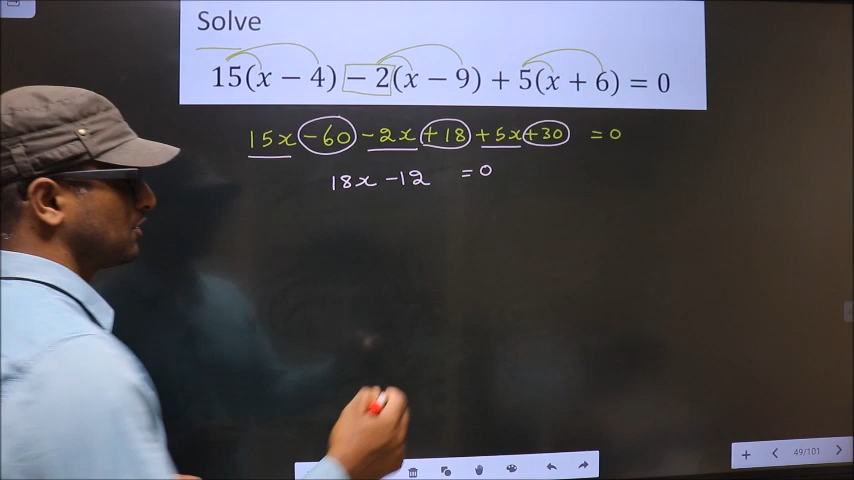 Solve
15(x − 4) − 2(x − 9) + 5(x + 6) = 0
15x −60 −2x +18 +5x +30 = 0
18x −12 = 0
49/101